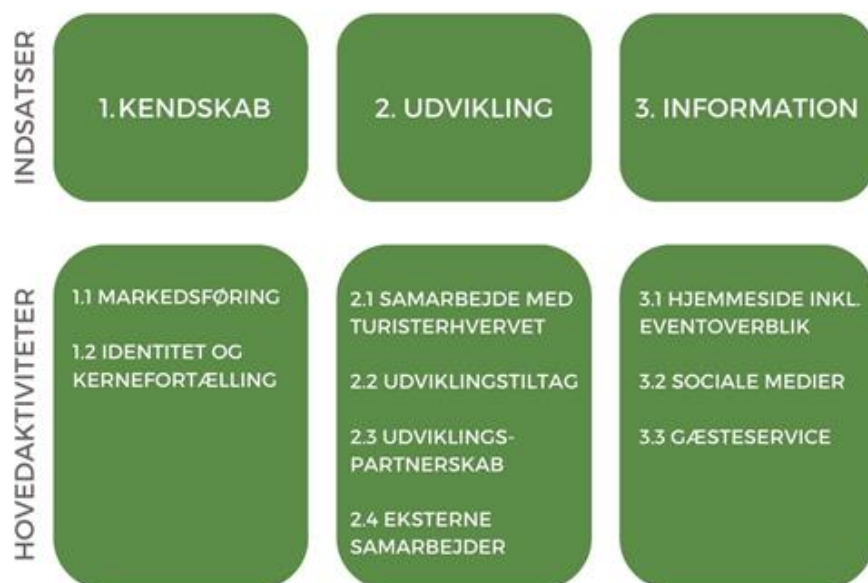 INDSATSER
1. KENDSKAB
2. UDVIKLING
3. INFORMATION
HOVEDAKTIVITETER
1.1 MARKEDSFØRING
1.2 IDENTITET OG
KERNEFORTÆLLING
2.1 SAMARBEJDE MED
TURISTERHVERVET
2.2 UDVIKLINGSTILTAG
2.3 UDVIKLINGS-
PARTNERSKAB
2.4 EKSTERNE
SAMARBEJDER
3.1 HJEMMESIDE INKL.
EVENTOVERBLIK
3.2 SOCIALE MEDIER
3.3 GÆSTESERVICE